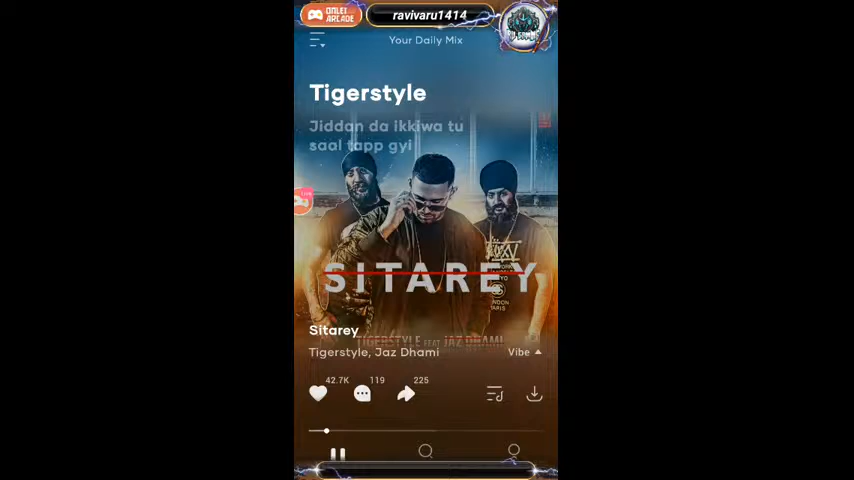 ONLET
ARCADE
ravivaru1414
Your Daily Mix
Tigerstyle
Jiddan da ikkiwa tu
saal tapp gyi
SITAREY
Sitarey
TIGERSTYLE FEAT JAZ DHAMI
Tigerstyle, Jaz Dhami
Vibe
42.7K
119
225